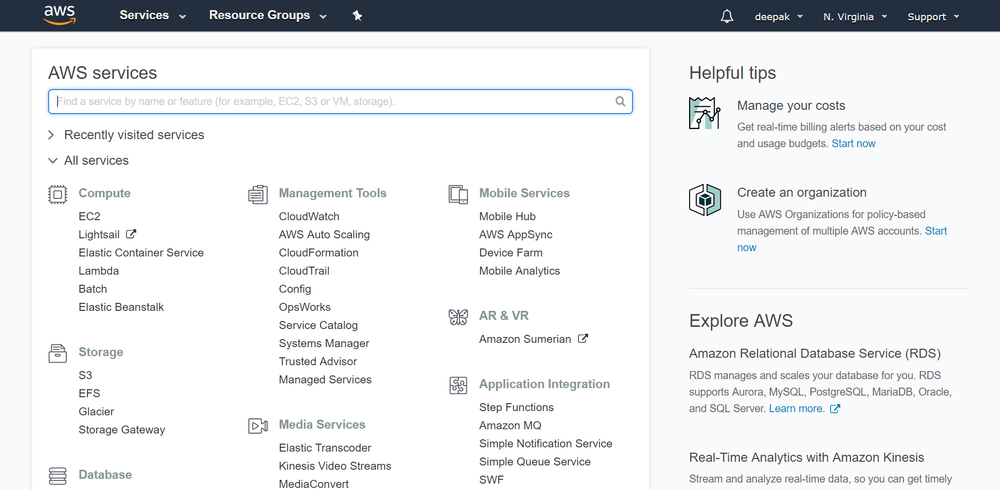 aws
Services
Resource Groups
deepak
N. Virginia
Support
AWS services
Find a service by name or feature (for example, EC2, S3 or VM, storage).
Recently visited services
All services
Compute
EC2
Lightsail
Elastic Container Service
Lambda
Batch
Elastic Beanstalk
Storage
S3
EFS
Glacier
Storage Gateway
Database
Management Tools
CloudWatch
AWS Auto Scaling
CloudFormation
CloudTrail
Config
OpsWorks
Service Catalog
Systems Manager
Trusted Advisor
Managed Services
Media Services
Elastic Transcoder
Kinesis Video Streams
MediaConvert
Mobile Services
Mobile Hub
AWS AppSync
Device Farm
Mobile Analytics
AR & VR
Amazon Sumerian
Application Integration
Step Functions
Amazon MQ
Simple Notification Service
Simple Queue Service
SWF
Helpful tips
Manage your costs
Get real-time billing alerts based on your cost
and usage budgets. Start now
Create an organization
Use AWS Organizations for policy-based
management of multiple AWS accounts. Start
now
Explore AWS
Amazon Relational Database Service (RDS)
RDS manages and scales your database for you. RDS
supports Aurora, MySQL, PostgreSQL, MariaDB, Oracle,
and SQL Server. Learn more.
Real-Time Analytics with Amazon Kinesis
Stream and analyze real-time data, so you can get timely